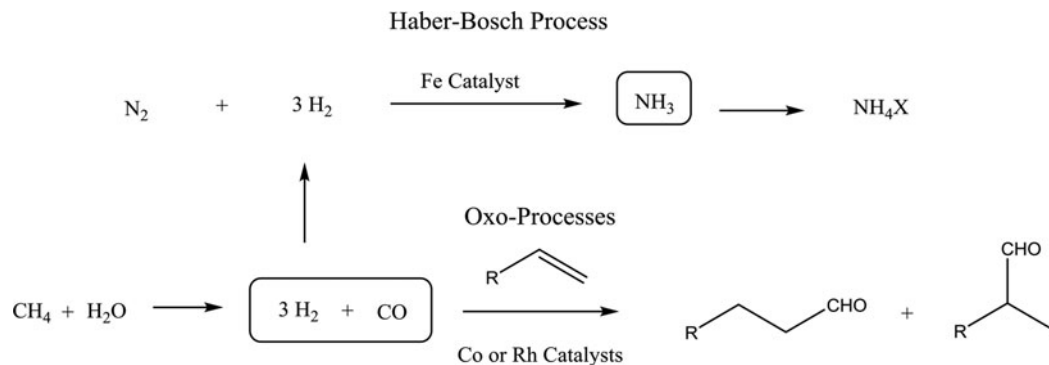 Haber-Bosch Process
Fe Catalyst
N₂ + 3 H₂ NH₃ NH₄X
Oxo-Processes
R
CHO
CH₄ + H₂O 3 H₂ + CO CHO +
R R
Co or Rh Catalysts